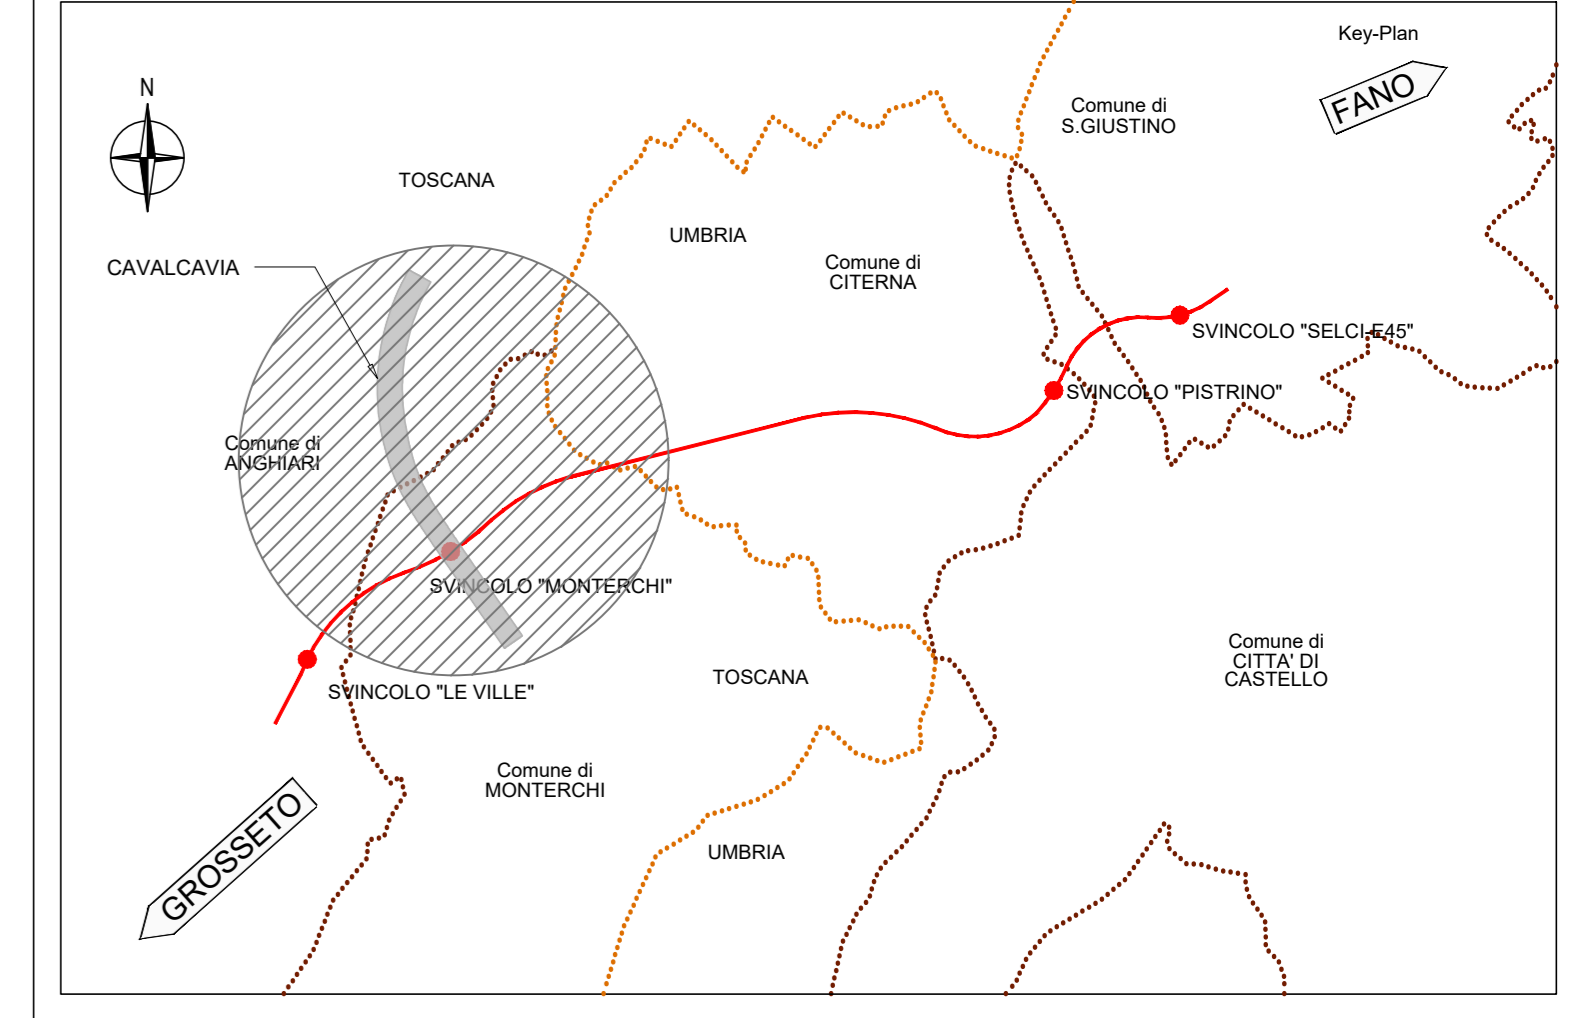 Key-Plan
FANO
N
Comune di
S.GIUSTINO
TOSCANA
UMBRIA
CAVALCAVIA
Comune di
CITERNA
SVINCOLO "SELCI-E45"
SVINCOLO "PISTRINO"
Comune di
ANGHIARI
SVINCOLO "MONTERCHI"
Comune di
CITTA' DI
CASTELLO
TOSCANA
SVINCOLO "LE VILLE"
Comune di
MONTERCHI
GROSSETO
UMBRIA